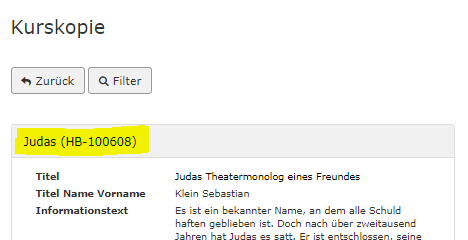 Kurskopie
Zurück Filter
Judas (HB-100608)
Titel Judas Theatermonolog eines Freundes
Titel Name Vorname Klein Sebastian
Informationstext Es ist ein bekannter Name, an dem alle Schuld
haften geblieben ist. Doch nach über zweitausend
Jahren hat Judas es satt. Er ist entschlossen, seine